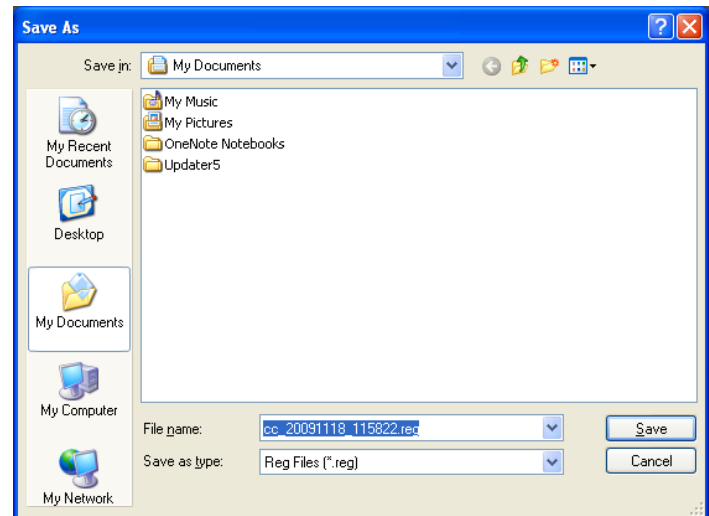 Save As
Save in:
My Documents
My Recent
Documents
Desktop
My Documents
My Computer
My Network
My Music
My Pictures
OneNote Notebooks
Updater5
File name:
cc_20091118_115822.reg
Save
Save as type:
Reg Files (*.reg)
Cancel